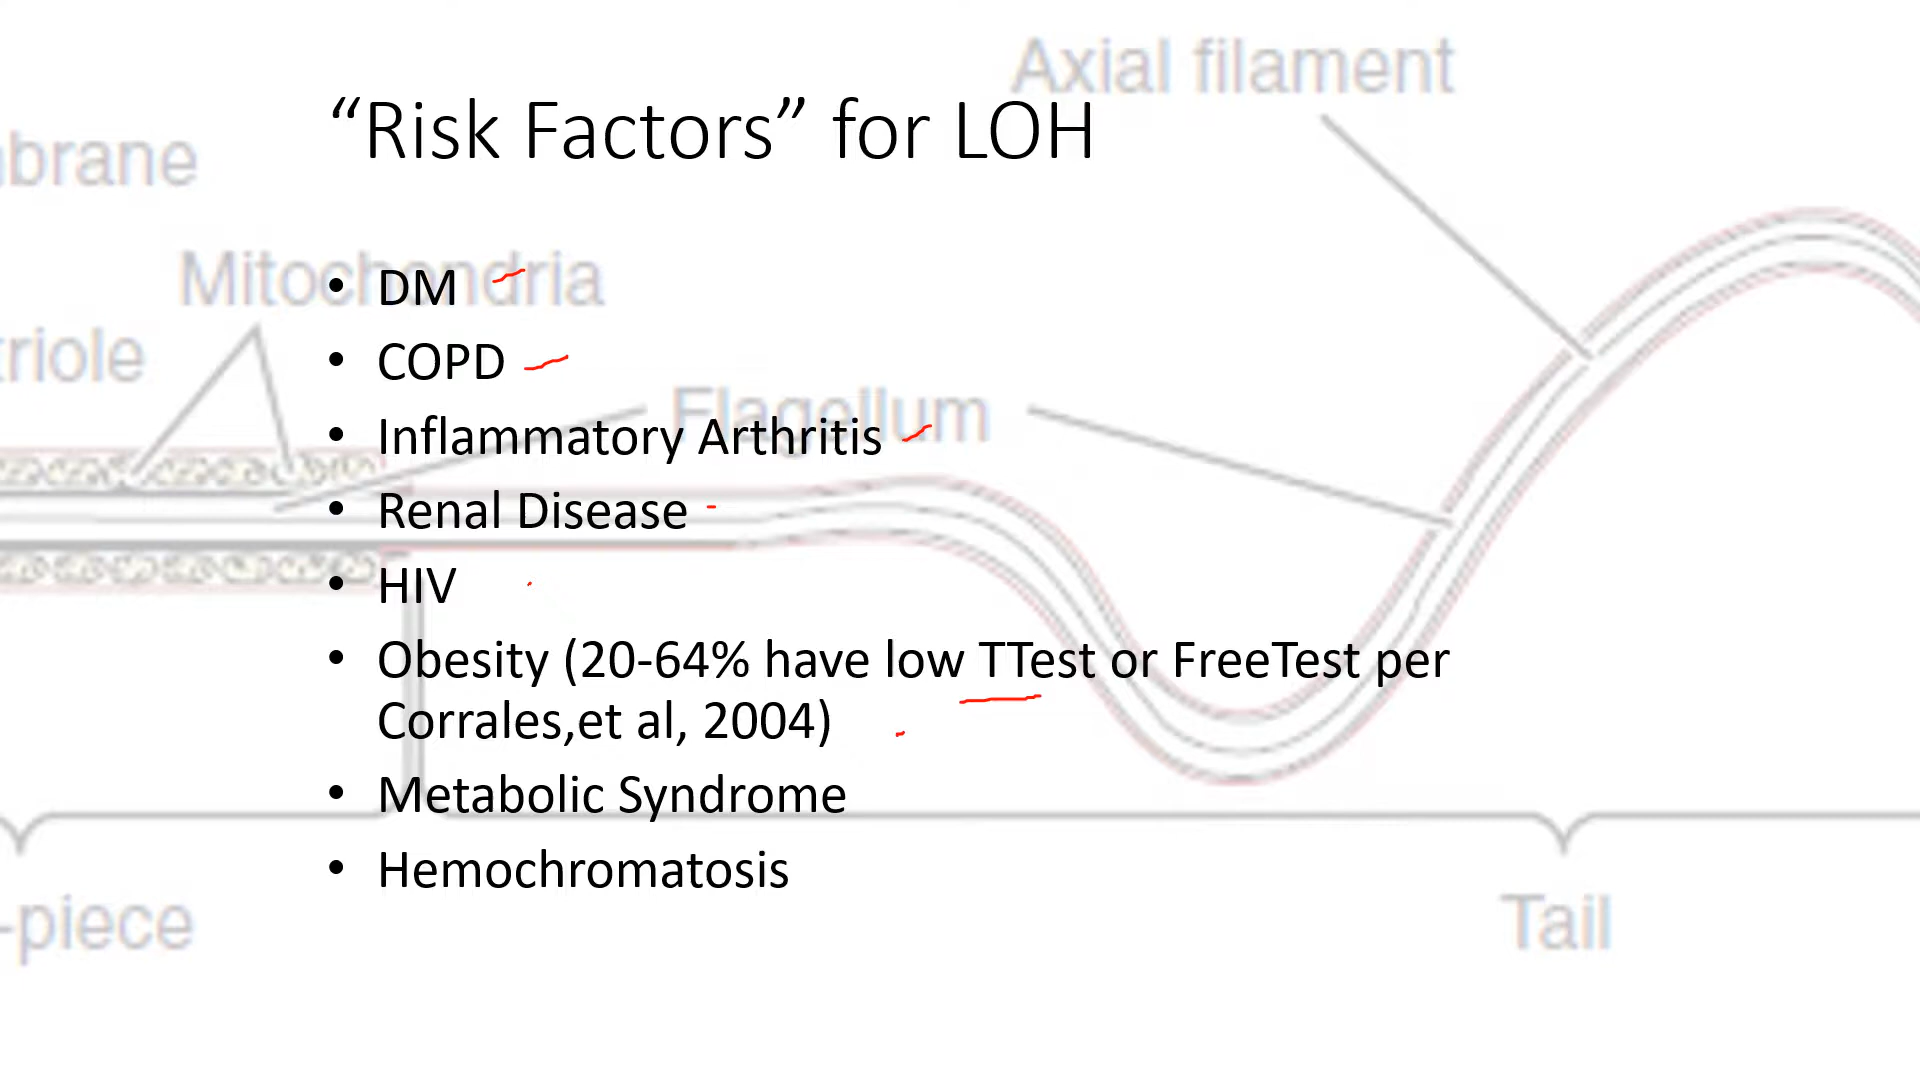 Axial filament
“Risk Factors” for LOH
brane
Mitochondria
• DM
triole
• COPD
Flagellum
• Inflammatory Arthritis
• Renal Disease
• HIV
• Obesity (20-64% have low TTest or FreeTest per
Corrales,et al, 2004)
• Metabolic Syndrome
• Hemochromatosis
-piece
Tail